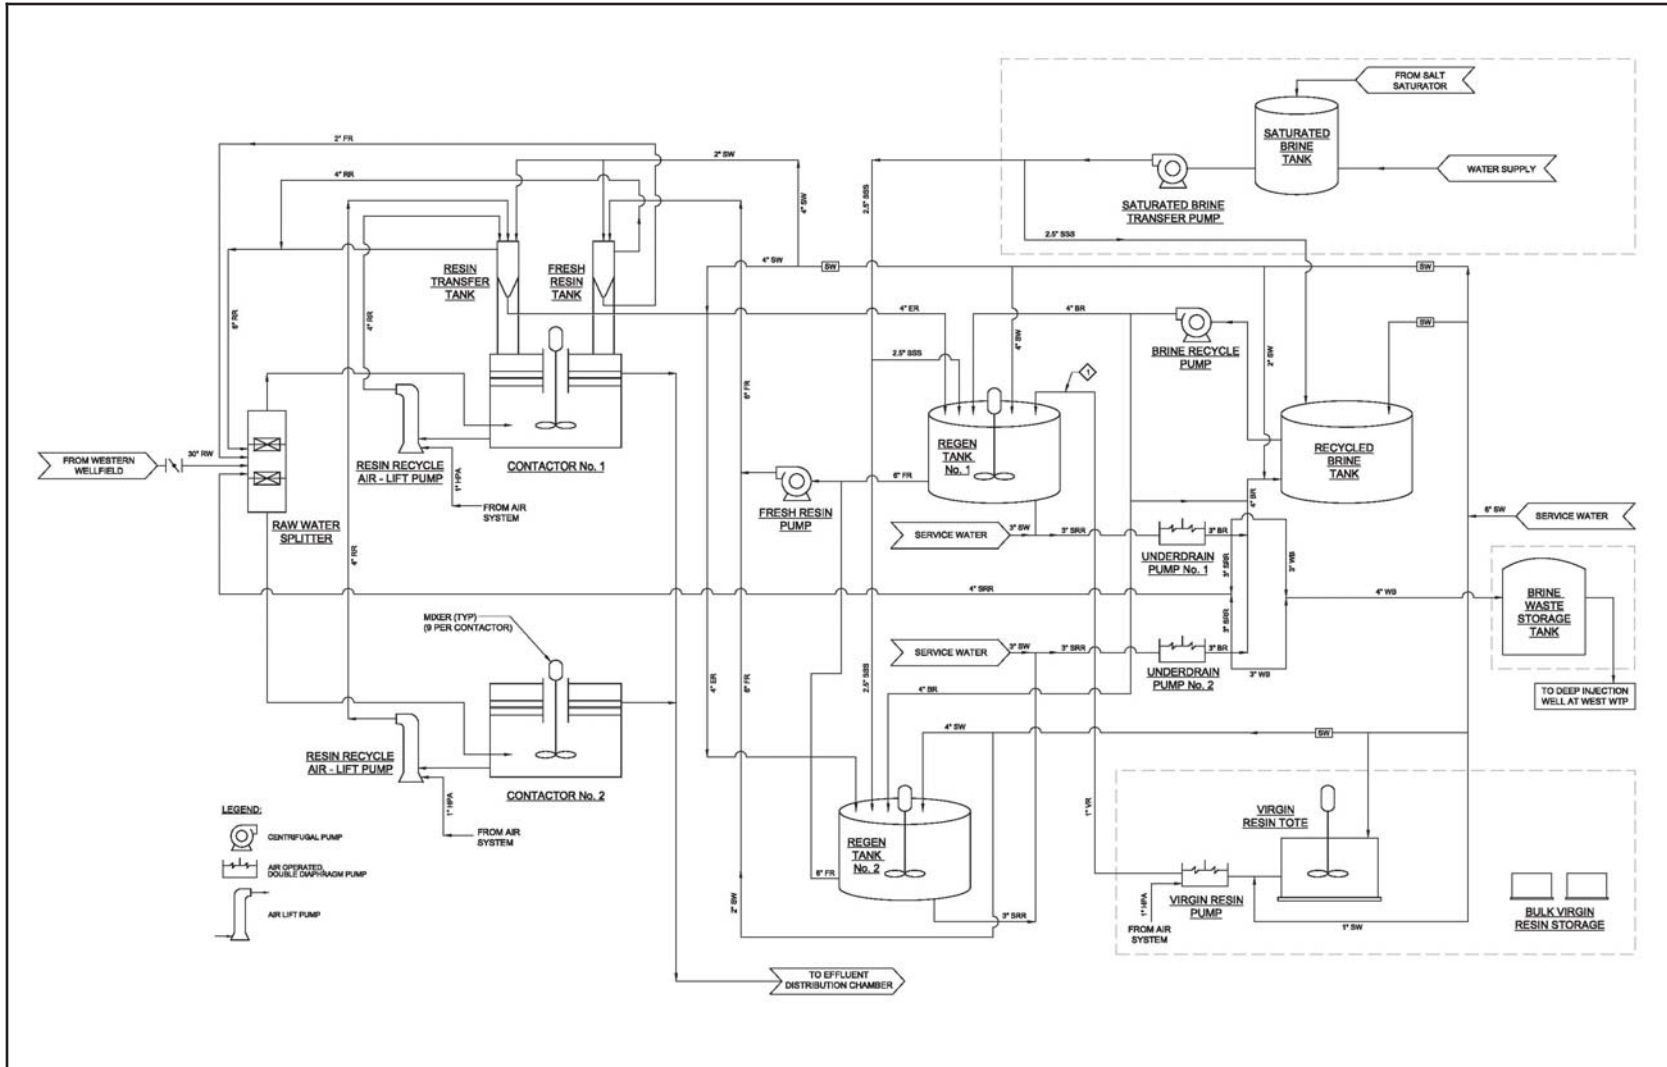 FROM SALT
SATURATOR
SATURATED
BRINE
TANK
WATER SUPPLY
SATURATED BRINE
TRANSFER PUMP
2.5" SSS
2.5" SSS
2" FR
2" SW
4" RR
4" SW
RESIN
TRANSFER
TANK
FRESH
RESIN
TANK
4" SW
SW
SW
6" RR
4" RR
4" ER
4" BR
SW
4" SW
2" SW
BRINE RECYCLE
PUMP
2.5" SSS
1
6" FR
REGEN
TANK
No. 1
RECYCLED
BRINE
TANK
FROM WESTERN
WELLFIELD
30" RW
RESIN RECYCLE
AIR - LIFT PUMP
1" HPA
FROM AIR
SYSTEM
CONTACTOR No. 1
RAW WATER
SPLITTER
6" FR
FRESH RESIN
PUMP
4" BR
SERVICE WATER
3" SW
3" SRR
3" BR
UNDERDRAIN
PUMP No. 1
6" SW
SERVICE WATER
4" RR
3" SRR
3" WB
4" SRR
4" WB
BRINE
WASTE
STORAGE
TANK
MIXER (TYP)
(9 PER CONTACTOR)
3" SRR
SERVICE WATER
3" SW
3" SRR
3" BR
3" WB
UNDERDRAIN
PUMP No. 2
TO DEEP INJECTION
WELL AT WEST WTP
4" ER
6" FR
2.5" SSS
4" BR
4" SW
SW
RESIN RECYCLE
AIR - LIFT PUMP
1" HPA
FROM AIR
SYSTEM
CONTACTOR No. 2
LEGEND:
CENTRIFUGAL PUMP
AIR OPERATED,
DOUBLE DIAPHRAGM PUMP
AIR LIFT PUMP
REGEN
TANK
No. 2
6" FR
3" SRR
2" SW
1" VR
VIRGIN
RESIN TOTE
VIRGIN RESIN
PUMP
1" HPA
FROM AIR
SYSTEM
1" SW
BULK VIRGIN
RESIN STORAGE
TO EFFLUENT
DISTRIBUTION CHAMBER